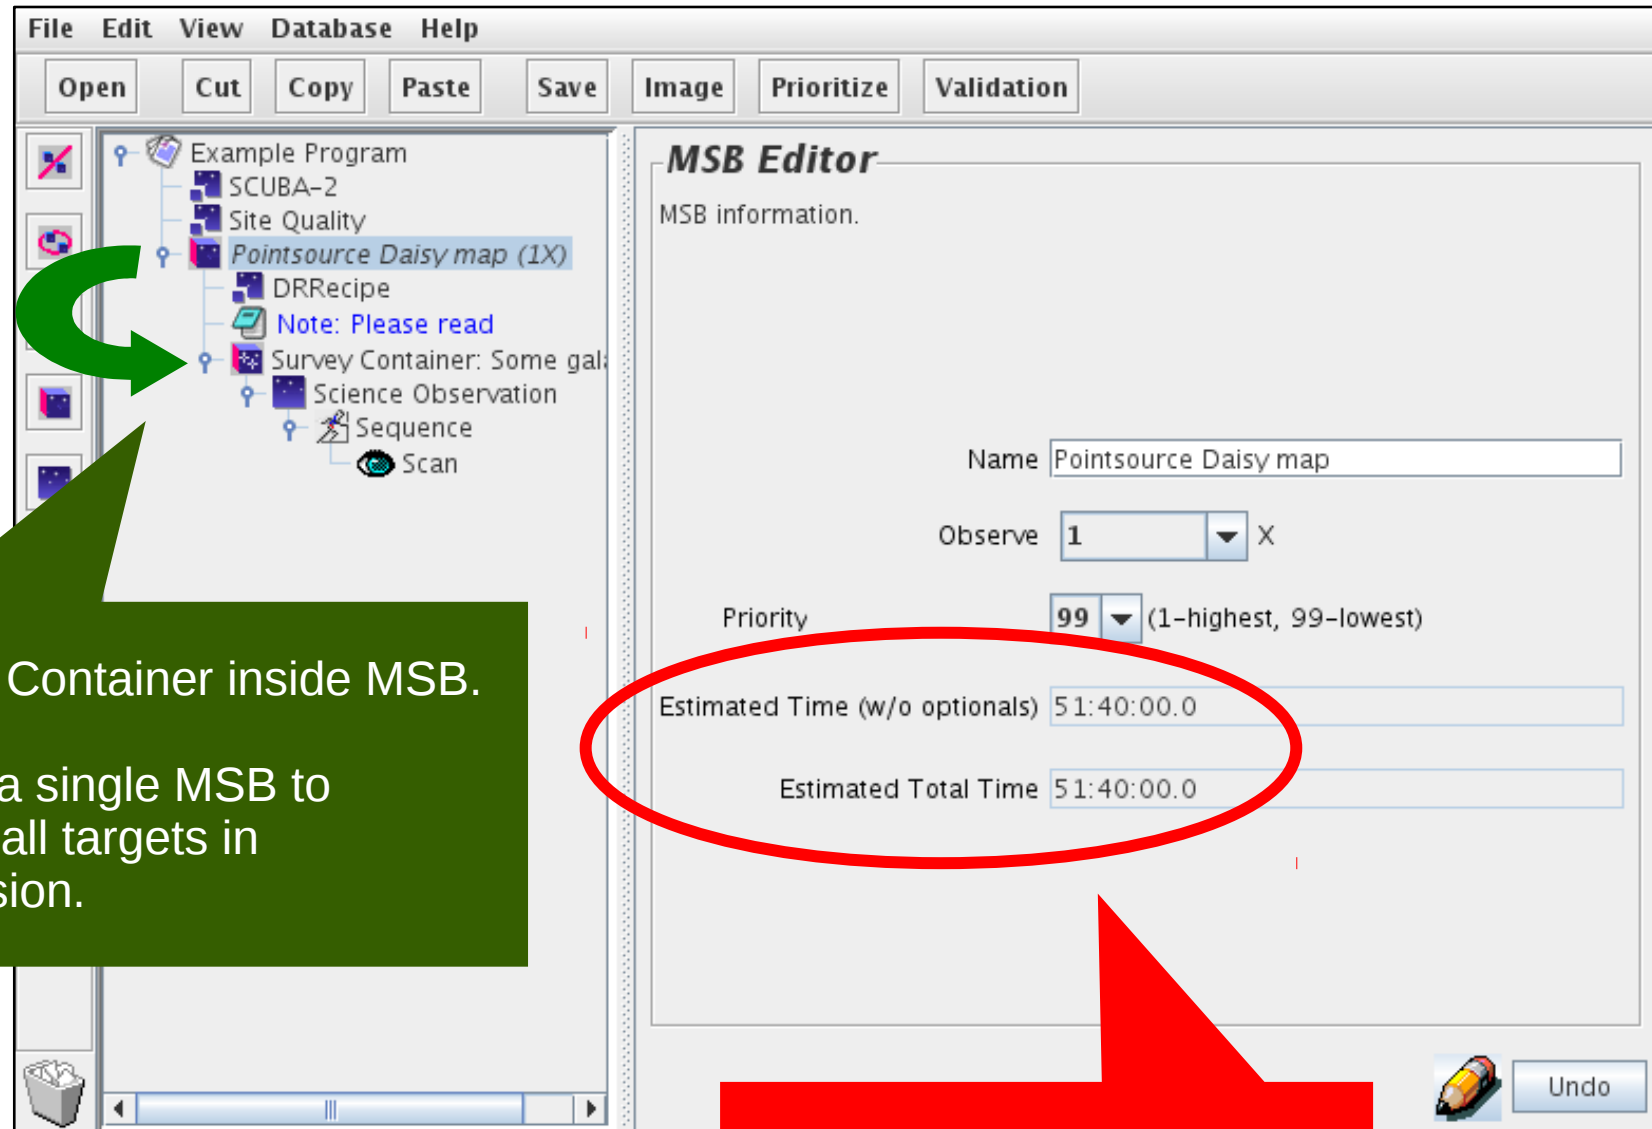 File Edit View Database Help
Open Cut Copy Paste Save Image Prioritize Validation
Example Program
SCUBA-2
Site Quality
Pointsource Daisy map (1X)
DRRecipe
Note: Please read
Survey Container: Some gal
Science Observation
Sequence
Scan
Container inside MSB.
a single MSB to
all targets in
sion.
MSB Editor
MSB information.
Name Pointsource Daisy map
Observe 1 X
Priority 99 (1-highest, 99-lowest)
Estimated Time (w/o optionals) 51:40:00.0
Estimated Total Time 51:40:00.0
Undo